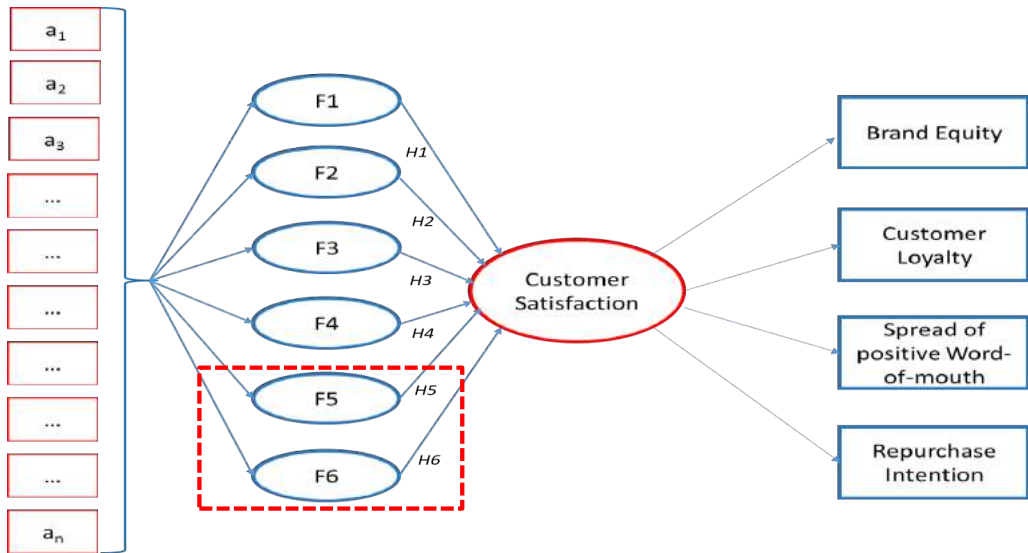 a1
a2
a3
...
...
...
...
...
...
an
F1
F2
F3
F4
F5
F6
H1
H2
H3
H4
H5
H6
Customer
Satisfaction
Brand Equity
Customer
Loyalty
Spread of
positive Word-
of-mouth
Repurchase
Intention